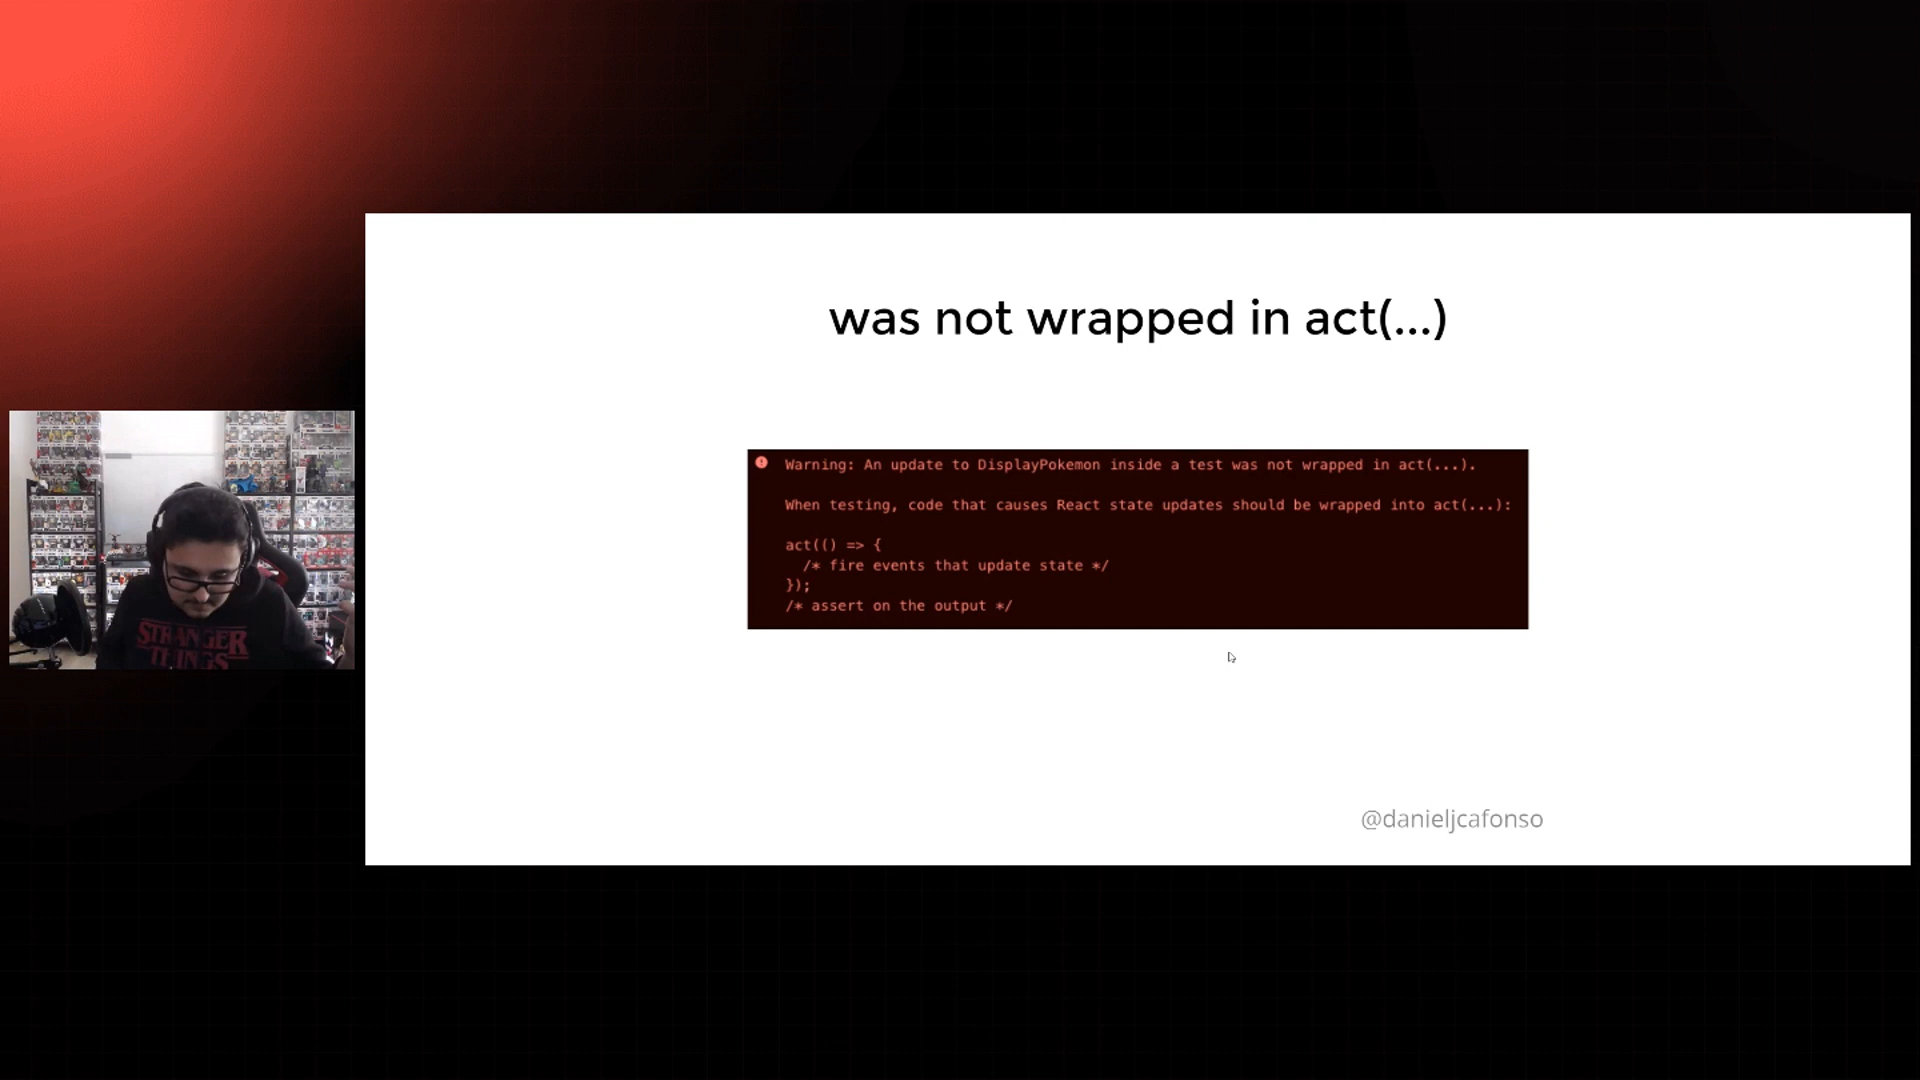 was not wrapped in act(...)
Warning: An update to DisplayPokemon inside a test was not wrapped in act(...).
When testing, code that causes React state updates should be wrapped into act(...):
act(() => {
/* fire events that update state */
});
/* assert on the output */
STRANGER
THINGS
@danieljcafonso